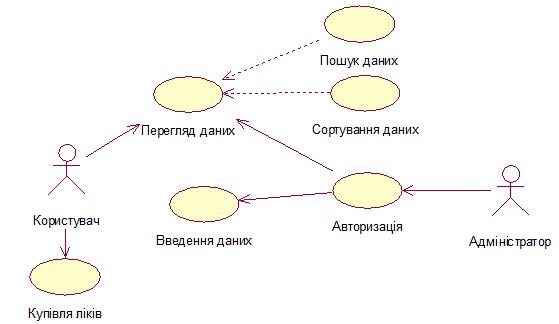 Пошук даних
Перегляд даних
Сортування даних
Користувач
Введення даних
Авторизація
Адміністратор
Купівля ліків